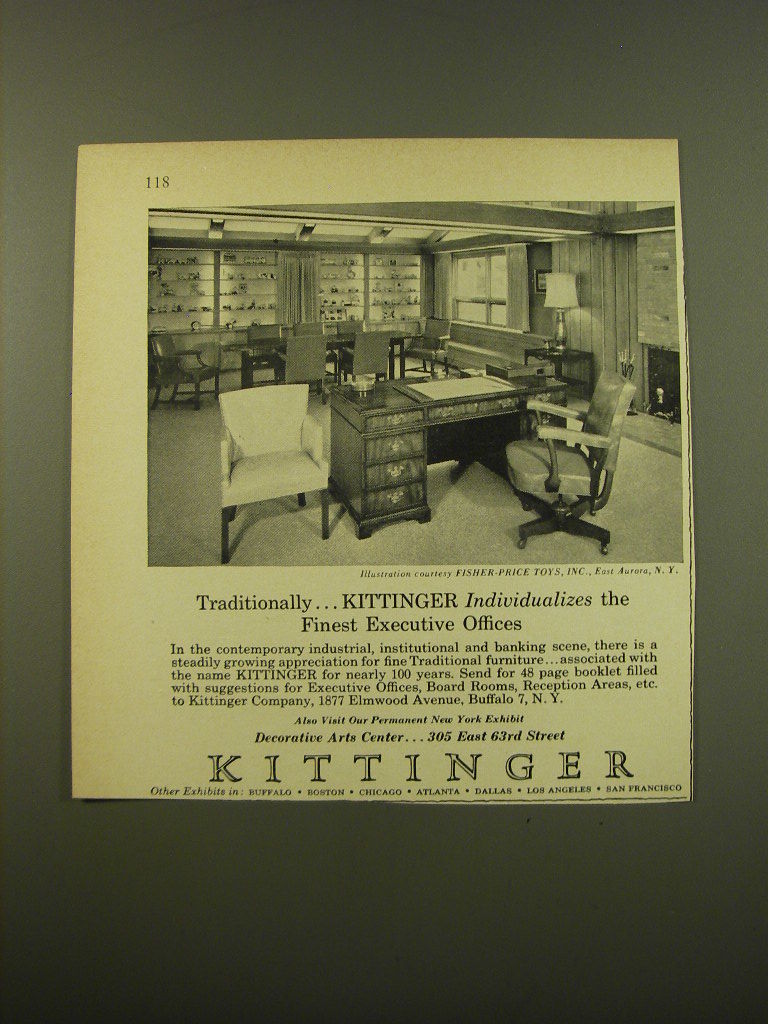 118
Illustration courtesy FISHER-PRICE TOYS, INC., East Aurora, N. Y.
Traditionally... KITTINGER Individualizes the
Finest Executive Offices
In the contemporary industrial, institutional and banking scene, there is a
steadily growing appreciation for fine Traditional furniture... associated with
the name KITTINGER for nearly 100 years. Send for 48 page booklet filled
with suggestions for Executive Offices, Board Rooms, Reception Areas, etc.
to Kittinger Company, 1877 Elmwood Avenue, Buffalo 7, N. Y.
Also Visit Our Permanent New York Exhibit
Decorative Arts Center... 305 East 63rd Street
KITTINGER
Other Exhibits in: BUFFALO • BOSTON • CHICAGO • ATLANTA • DALLAS • LOS ANGELES • SAN FRANCISCO